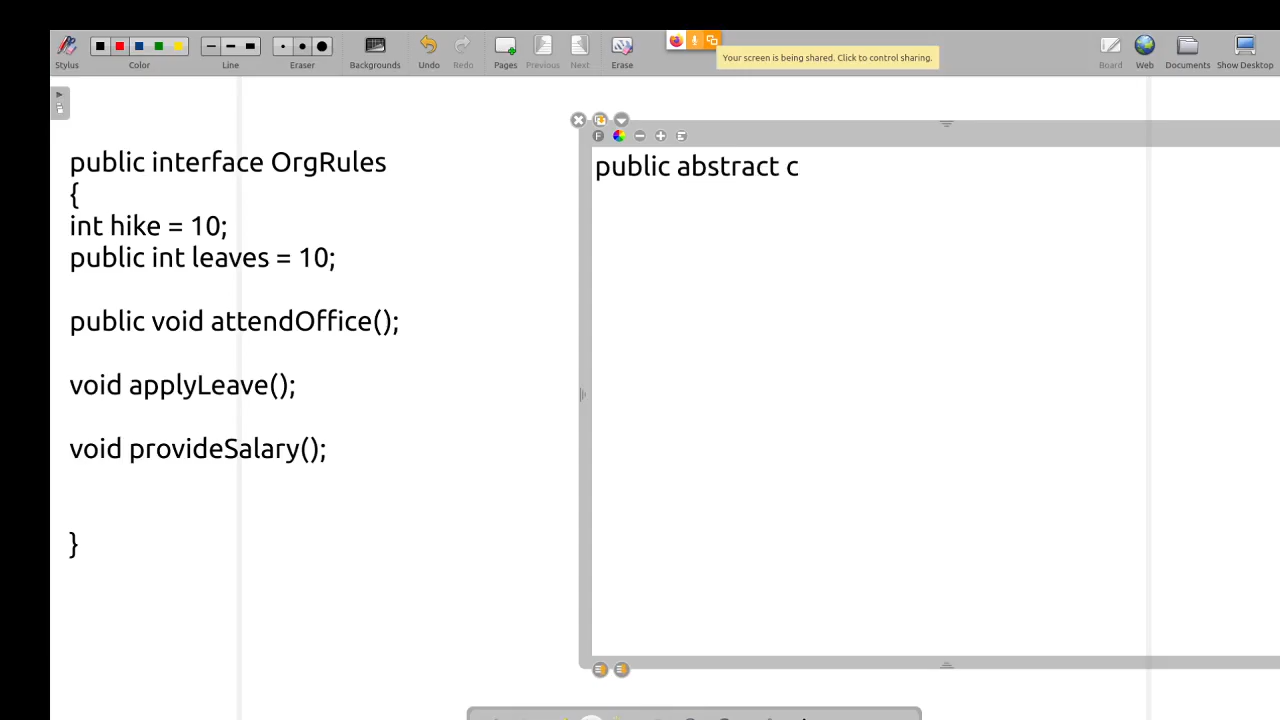 Stylus Color Line Eraser Backgrounds Undo Redo Pages Previous Next Erase Board Web Documents Show Desktop
Your screen is being shared. Click to control sharing.
public interface OrgRules
{
int hike = 10;
public int leaves = 10;
public void attendOffice();
void applyLeave();
void provideSalary();
}
public abstract c